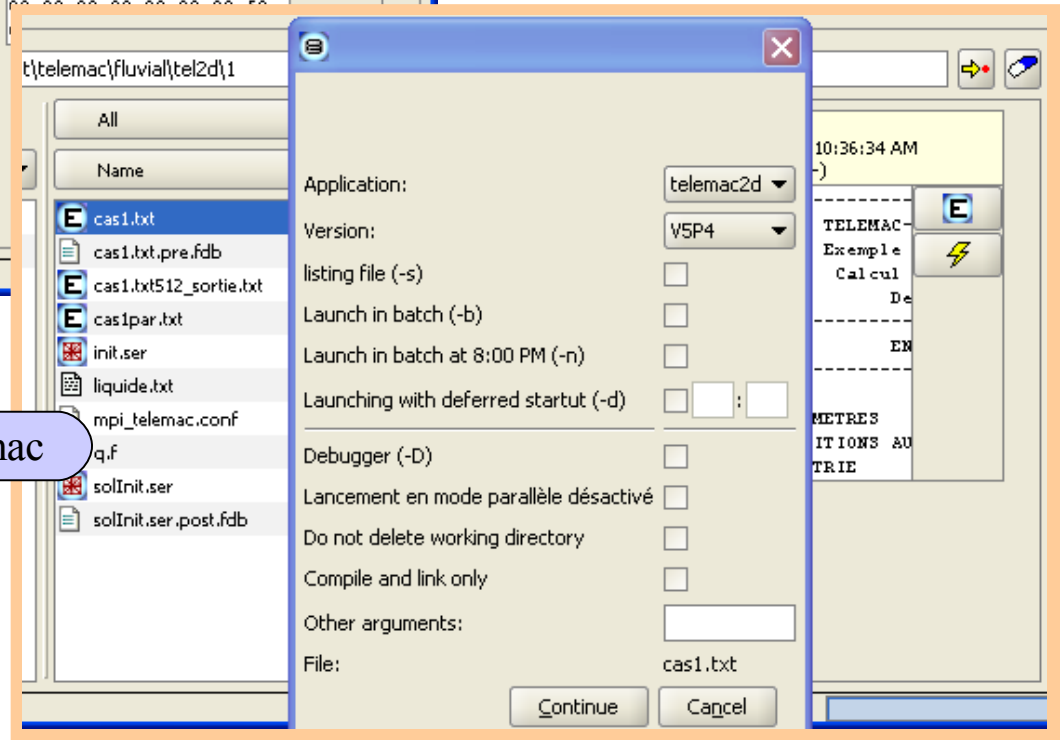 t\telemac\fluvial\tel2d\1
All
Name
cas1.txt
cas1.txt.pre.fdb
cas1.txt512_sortie.txt
cas1par.txt
init.ser
liquide.txt
mpi_telemac.conf
q.f
solInit.ser
solInit.ser.post.fdb
mac
Application: telemac2d
Version: V5P4
listing file (-s)
Launch in batch (-b)
Launch in batch at 8:00 PM (-n)
Launching with deferred startut (-d) :
Debugger (-D)
Lancement en mode parallèle désactivé
Do not delete working directory
Compile and link only
Other arguments:
File: cas1.txt
Continue Cancel
10:36:34 AM
-)
TELEMAC-
Exemple
Calcul
De
EN
METRES
ITIONS AU
TRIE